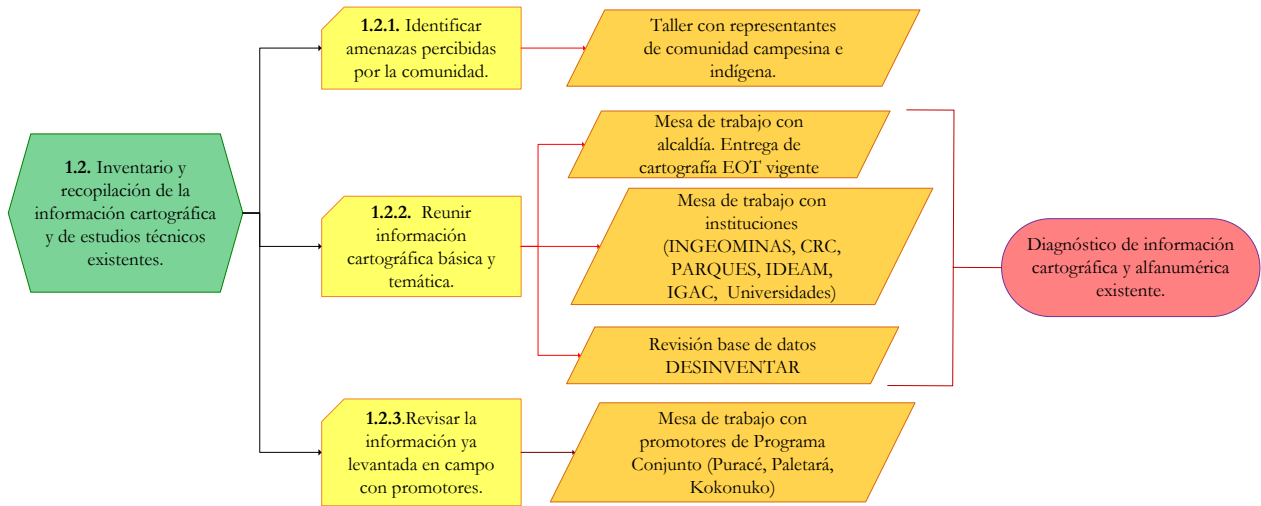 1.2. Inventario y
recopilación de la
información cartográfica
y de estudios técnicos
existentes.
1.2.1. Identificar
amenazas percibidas
por la comunidad.
Taller con representantes
de comunidad campesina e
indígena.
1.2.2. Reunir
información
cartográfica básica y
temática.
Mesa de trabajo con
alcaldía. Entrega de
cartografía EOT vigente
Mesa de trabajo con
instituciones
(INGEOMINAS, CRC,
PARQUES, IDEAM,
IGAC, Universidades)
Revisión base de datos
DESINVENTAR
Diagnóstico de información
cartográfica y alfanumérica
existente.
1.2.3.Revisar la
información ya
levantada en campo
con promotores.
Mesa de trabajo con
promotores de Programa
Conjunto (Puracé, Paletará,
Kokonuko)